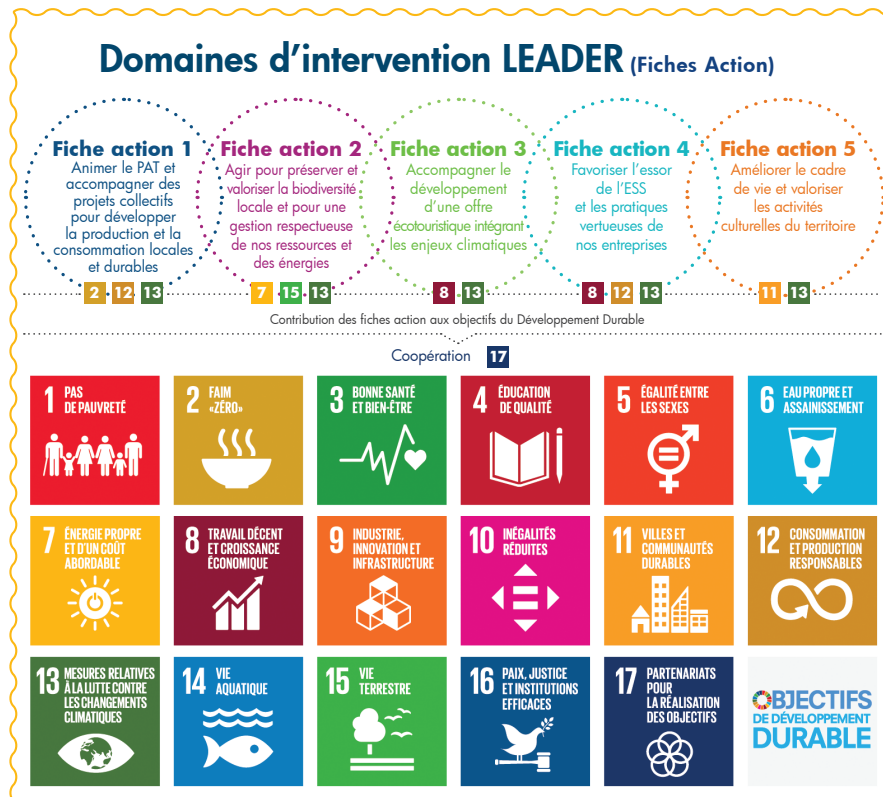 Domaines d’intervention LEADER (Fiches Action)
Fiche action 1
Animer le PAT et
accompagner des
projets collectifs
pour développer
la production et la
consommation locales
et durables
2 12 13
Fiche action 2
Agir pour préserver et
valoriser la biodiversité
locale et pour une
gestion respectueuse
de nos ressources et
des énergies
7 15 13
Fiche action 3
Accompagner le
développement
d’une offre
écotouristique intégrant
les enjeux climatiques
8 13
Fiche action 4
Favoriser l’essor
de l’ESS
et les pratiques
vertueuses de
nos entreprises
8 12 13
Fiche action 5
Améliorer le cadre
de vie et valoriser
les activités
culturelles du territoire
11 13
Contribution des fiches action aux objectifs du Développement Durable
Coopération 17
1 PAS
DE PAUVRETÉ
2 FAIM
«ZÉRO»
3 BONNE SANTÉ
ET BIEN-ÊTRE
4 ÉDUCATION
DE QUALITÉ
5 ÉGALITÉ ENTRE
LES SEXES
6 EAU PROPRE ET
ASSAINISSEMENT
7 ÉNERGIE PROPRE
ET D’UN COÛT
ABORDABLE
8 TRAVAIL DÉCENT
ET CROISSANCE
ÉCONOMIQUE
9 INDUSTRIE,
INNOVATION ET
INFRASTRUCTURE
10 INÉGALITÉS
RÉDUITES
11 VILLES ET
COMMUNAUTÉS
DURABLES
12 CONSOMMATION
ET PRODUCTION
RESPONSABLES
13 MESURES RELATIVES
À LA LUTTE CONTRE
LES CHANGEMENTS
CLIMATIQUES
14 VIE
AQUATIQUE
15 VIE
TERRESTRE
16 PAIX, JUSTICE
ET INSTITUTIONS
EFFICACES
17 PARTENARIATS
POUR
LA RÉALISATION
DES OBJECTIFS
OBJECTIFS
DE DÉVELOPPEMENT
DURABLE